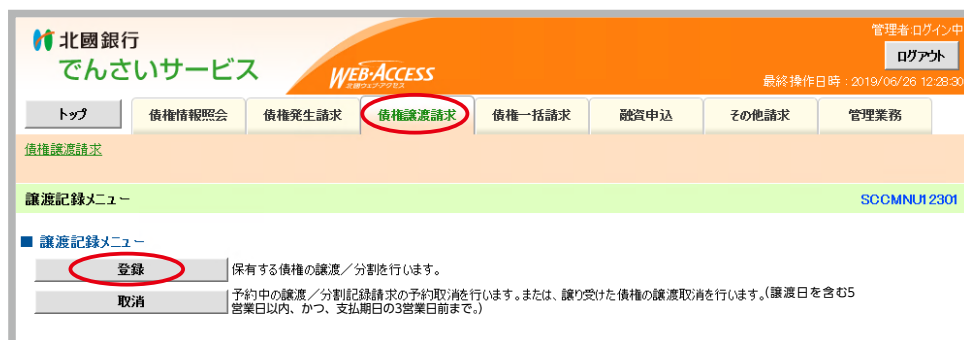 北國銀行
でんさいサービス
WEB-ACCESS
北國ウェブ・アクセス
管理者:ログイン中
ログアウト
最終操作日時:2019/06/26 12:28:30
トップ 債権情報照会 債権発生請求 債権譲渡請求 債権一括請求 融資申込 その他請求 管理業務
債権譲渡請求
譲渡記録メニュー SCCMNU12301
■ 譲渡記録メニュー
登録 保有する債権の譲渡/分割を行います。
取消 予約中の譲渡/分割記録請求の予約取消を行います。または、譲り受けた債権の譲渡取消を行います。(譲渡日を含む5
営業日以内、かつ、支払期日の3営業日前まで。)